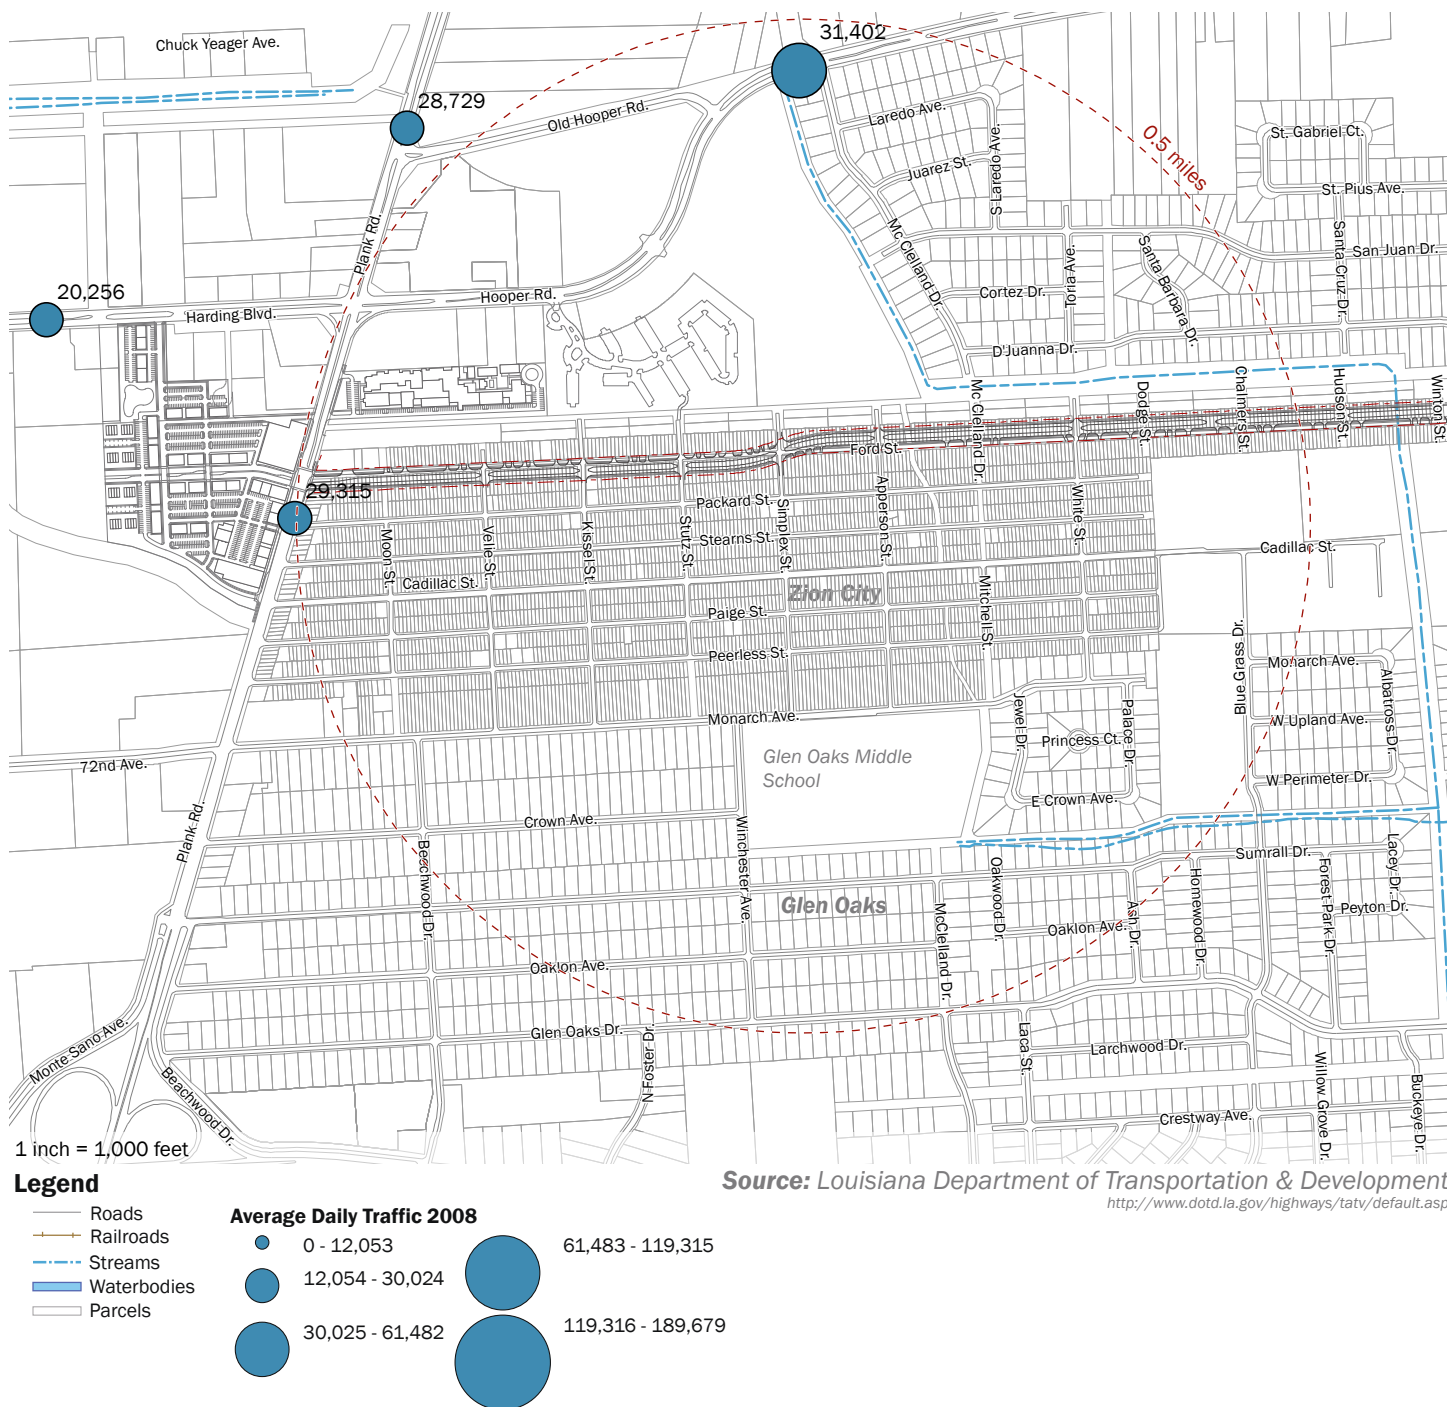 Chuck Yeager Ave.
31,402
28,729
Old Hooper Rd.
Laredo Ave.
0.5 miles
St. Gabriel Ct.
Juarez St.
S Laredo Ave.
St. Pius Ave.
Plank Rd.
Mc Clelland Dr.
Toria Ave.
Santa Barbara Dr.
Santa Cruz Dr.
San Juan Dr.
20,256
Harding Blvd.
Hooper Rd.
Cortez Dr.
D'Juanna Dr.
Mc Clelland Dr.
Dodge St.
Chalmers St.
Hudson St.
Winton St.
Ford St.
29,315
Packard St.
Simplex St.
Apperson St.
White St.
Moon St.
Velie St.
Kissel St.
Stutz St.
Stearns St.
Cadillac St.
Cadillac St.
Zion City
Mitchell St.
Paige St.
Peerless St.
Blue Grass Dr.
Monarch Ave.
Albatross Dr.
Jewel Dr.
Palace Dr.
Monarch Ave.
W Upland Ave.
Princess Ct.
Glen Oaks Middle
School
72nd Ave.
W Perimeter Dr.
E Crown Ave.
Plank Rd.
Crown Ave.
Winchester Ave.
Beechwood Dr.
Sumrall Dr.
Lacey Dr.
Oakwood Dr.
Homewood Dr.
Forest Park Dr.
Glen Oaks
McClelland Dr.
Ash Dr.
Peyton Dr.
Oaklon Ave.
Oaklon Ave.
Glen Oaks Dr.
N Foster Dr.
Laca St.
Larchwood Dr.
Monte Sano Ave.
Beachwood Dr.
Willow Grove Dr.
Buckeye Dr.
Crestway Ave.
1 inch = 1,000 feet
Legend
Source: Louisiana Department of Transportation & Development
http://www.dotd.la.gov/highways/tatv/default.asp
Roads
Railroads
Streams
Waterbodies
Parcels
Average Daily Traffic 2008
0 - 12,053
12,054 - 30,024
30,025 - 61,482
61,483 - 119,315
119,316 - 189,679